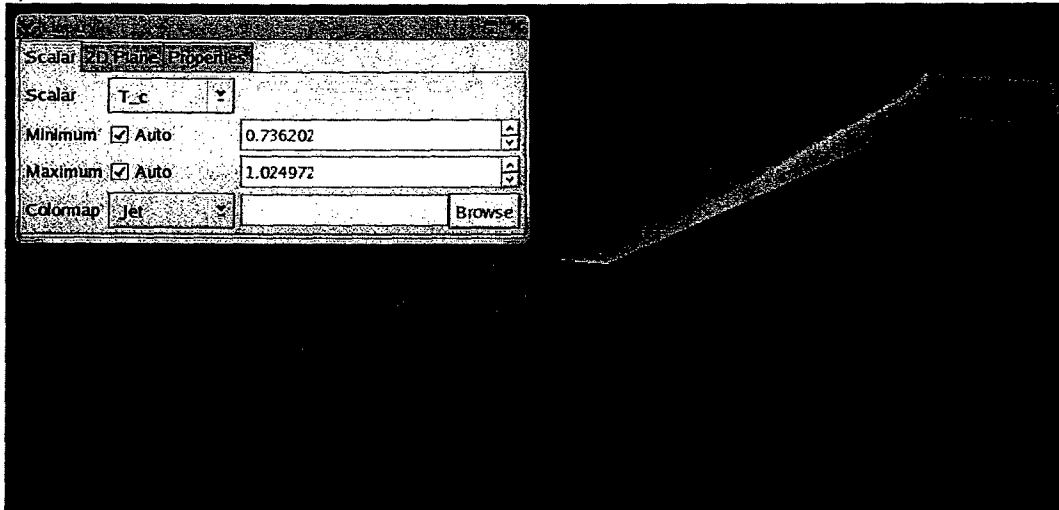 Scalar 2D Plane Properties
Scalar T_c
Minimum Auto 0.736202
Maximum Auto 1.024972
Colormap Jet Browse